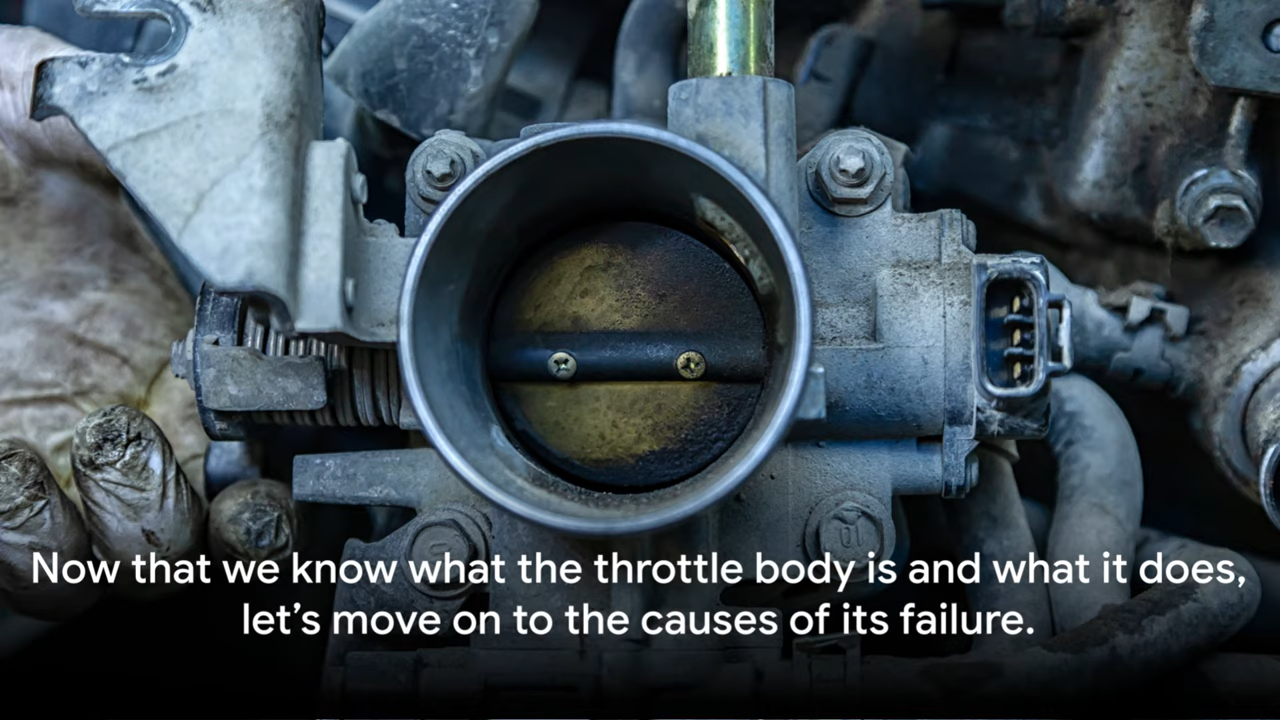 Now that we know what the throttle body is and what it does,
let’s move on to the causes of its failure.